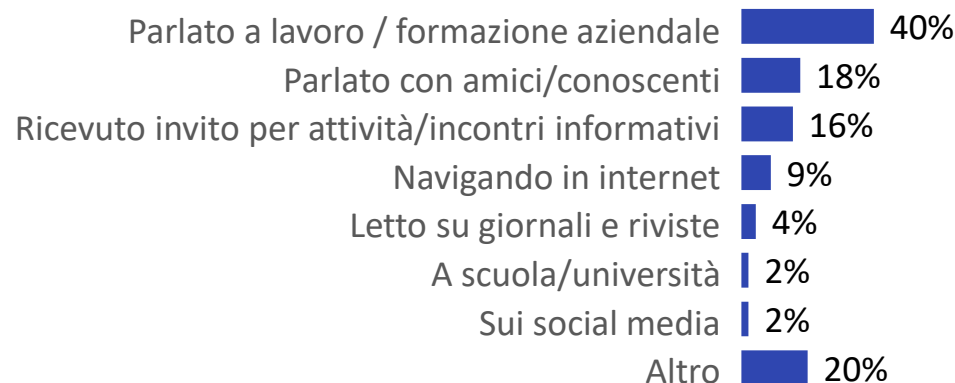 Parlato a lavoro / formazione aziendale 40%
Parlato con amici/conoscenti 18%
Ricevuto invito per attività/incontri informativi 16%
Navigando in internet 9%
Letto su giornali e riviste 4%
A scuola/università 2%
Sui social media 2%
Altro 20%